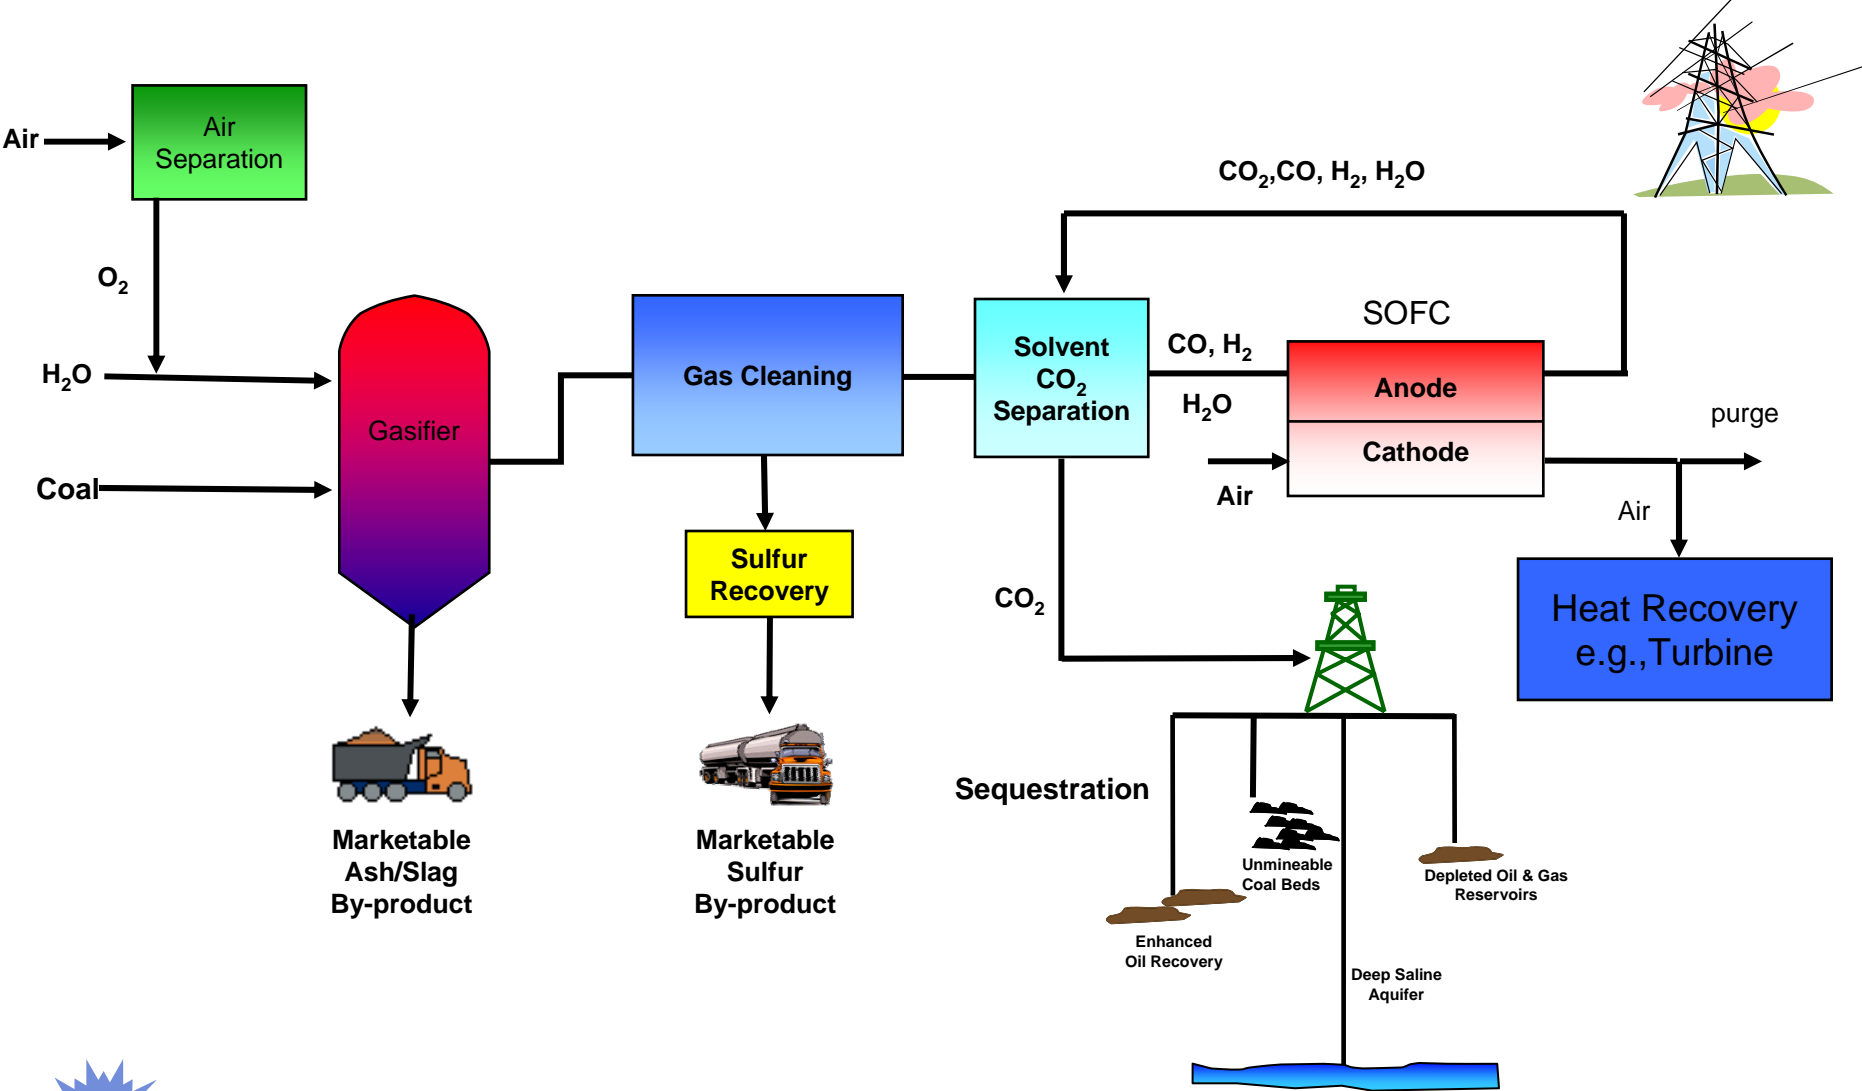 Air
Air
Separation
CO₂,CO, H₂, H₂O
O₂
H₂O
Coal
Gasifier
Gas Cleaning
Solvent
CO₂
Separation
CO, H₂
H₂O
SOFC
Anode
Cathode
Air
purge
Air
Heat Recovery
e.g.,Turbine
Sulfur
Recovery
CO₂
Sequestration
Marketable
Ash/Slag
By-product
Marketable
Sulfur
By-product
Unmineable
Coal Beds
Depleted Oil & Gas
Reservoirs
Enhanced
Oil Recovery
Deep Saline
Aquifer